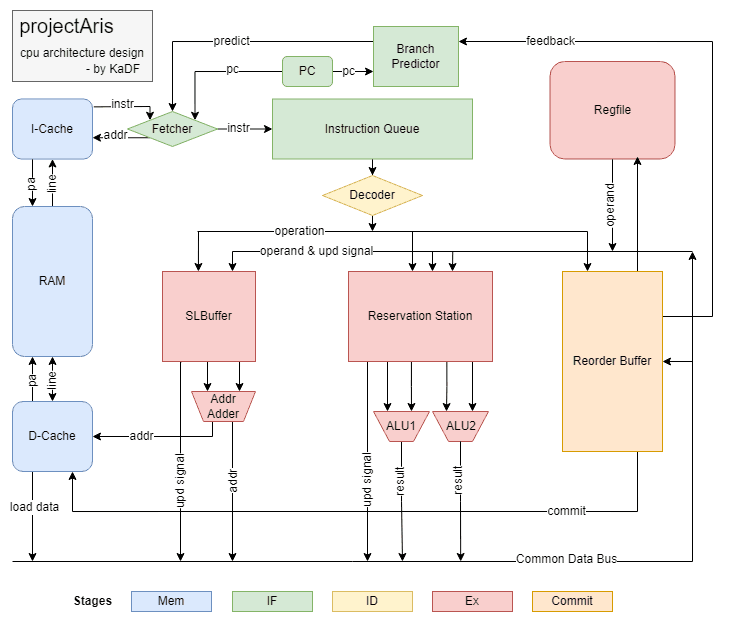 projectAris
cpu architecture design
- by KaDF
predict
Branch
Predictor
feedback
pc
PC
pc
I-Cache
instr
addr
Fetcher
instr
Instruction Queue
Regfile
pa
line
Decoder
operand
operation
operand & upd signal
RAM
SLBuffer
Reservation Station
Reorder Buffer
pa
line
Addr
Adder
ALU1
ALU2
D-Cache
addr
upd signal
addr
upd signal
result
result
load data
commit
Common Data Bus
Stages
Mem
IF
ID
Ex
Commit